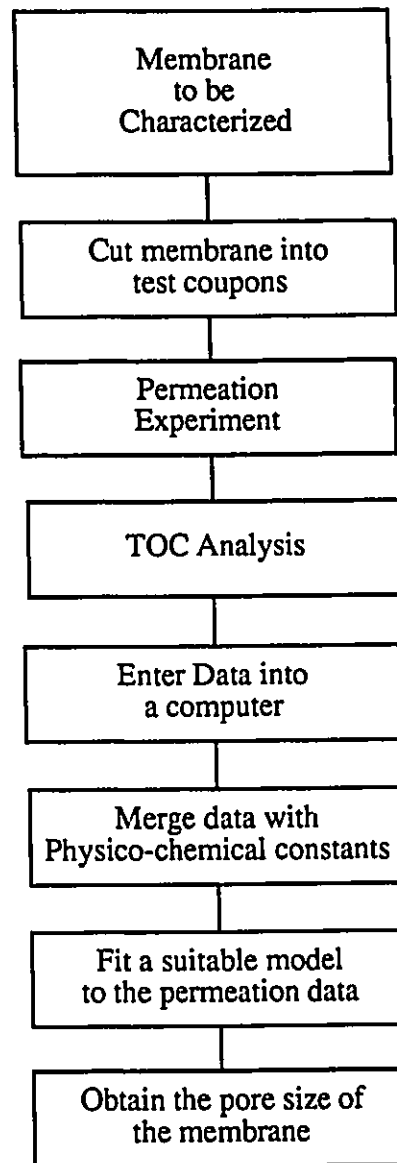 Membrane
to be
Characterized
Cut membrane into
test coupons
Permeation
Experiment
TOC Analysis
Enter Data into
a computer
Merge data with
Physico-chemical constants
Fit a suitable model
to the permeation data
Obtain the pore size of
the membrane